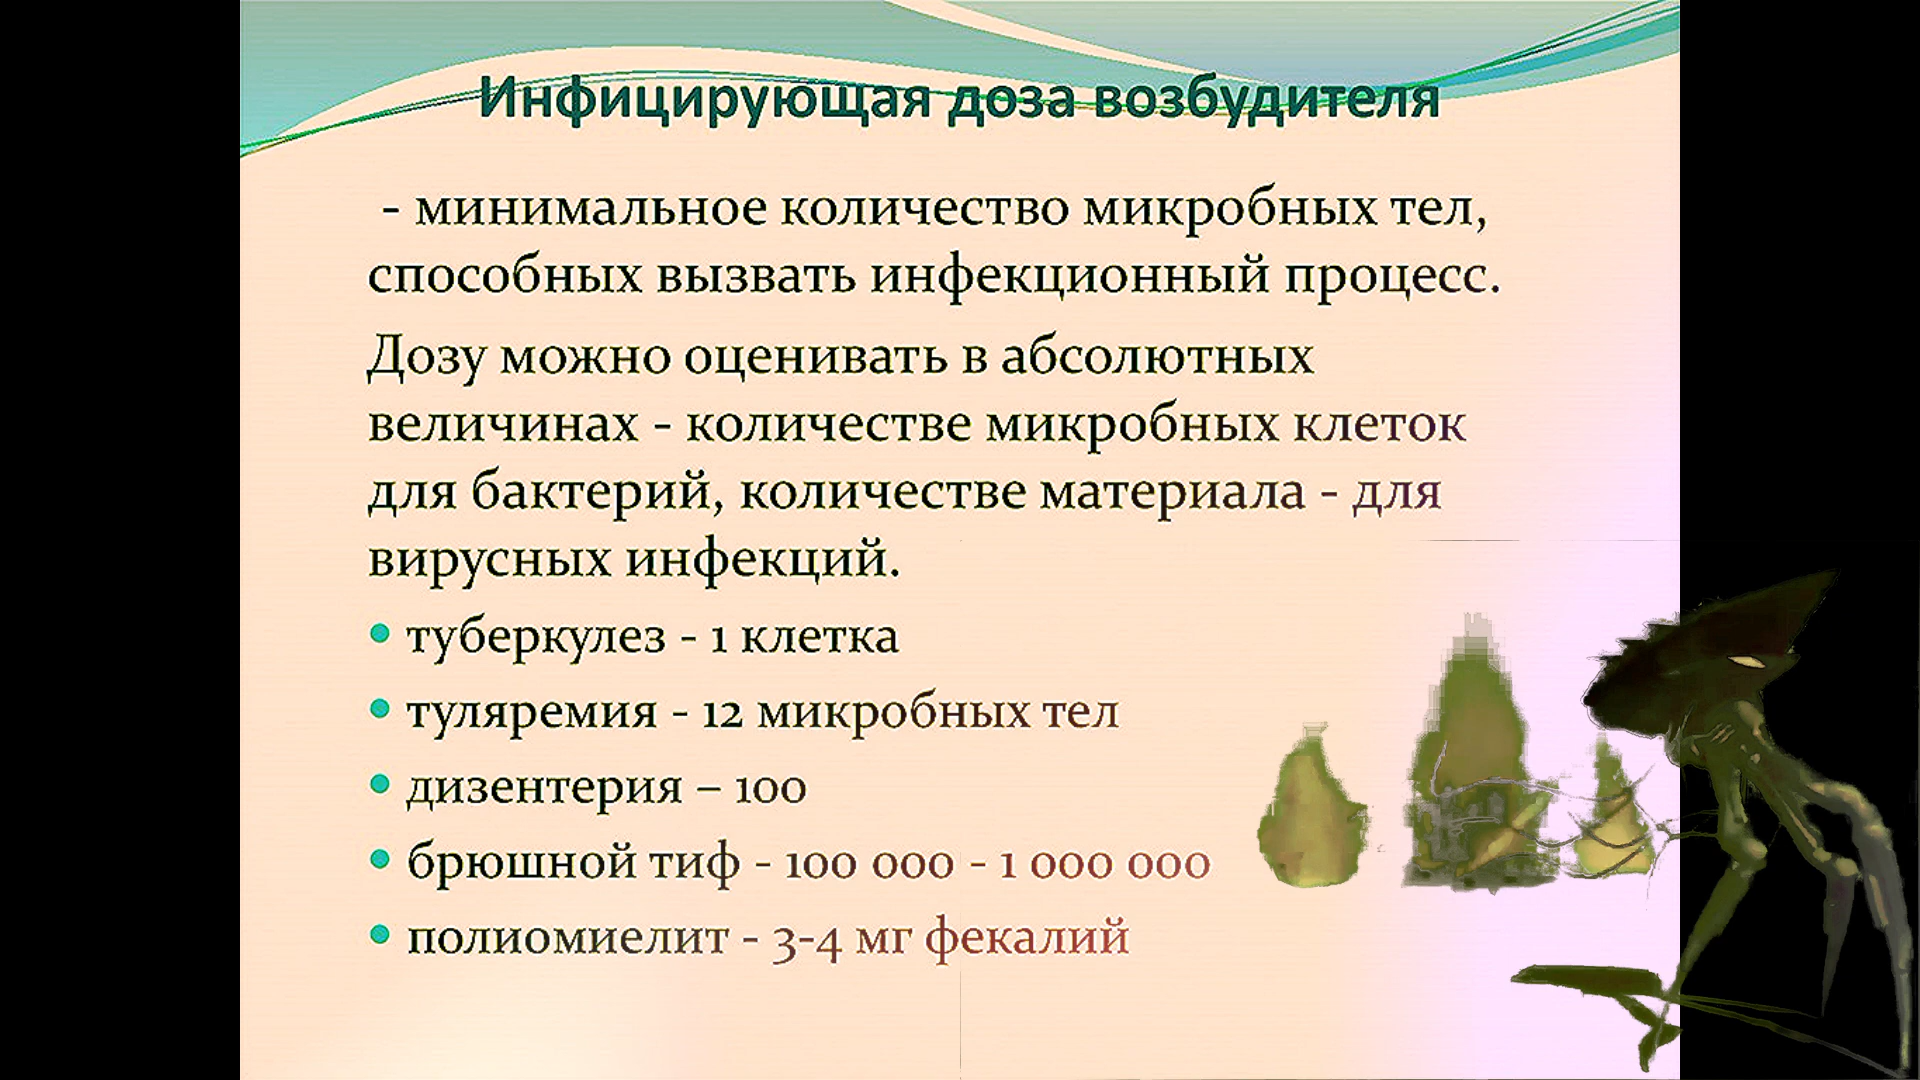 Инфицирующая доза возбудителя
- минимальное количество микробных тел,
способных вызвать инфекционный процесс.
Дозу можно оценивать в абсолютных
величинах - количестве микробных клеток
для бактерий, количестве материала - для
вирусных инфекций.
• туберкулез - 1 клетка
• туляремия - 12 микробных тел
• дизентерия – 100
• брюшной тиф - 100 000 - 1 000 000
• полиомиелит - 3-4 мг фекалий